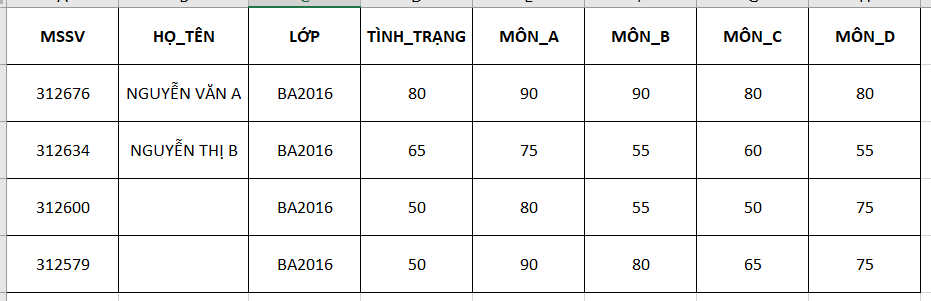 MSSV HỌ_TÊN LỚP TÌNH_TRẠNG MÔN_A MÔN_B MÔN_C MÔN_D
312676 NGUYỄN VĂN A BA2016 80 90 90 80 80
312634 NGUYỄN THỊ B BA2016 65 75 55 60 55
312600 BA2016 50 80 55 50 75
312579 BA2016 50 90 80 65 75